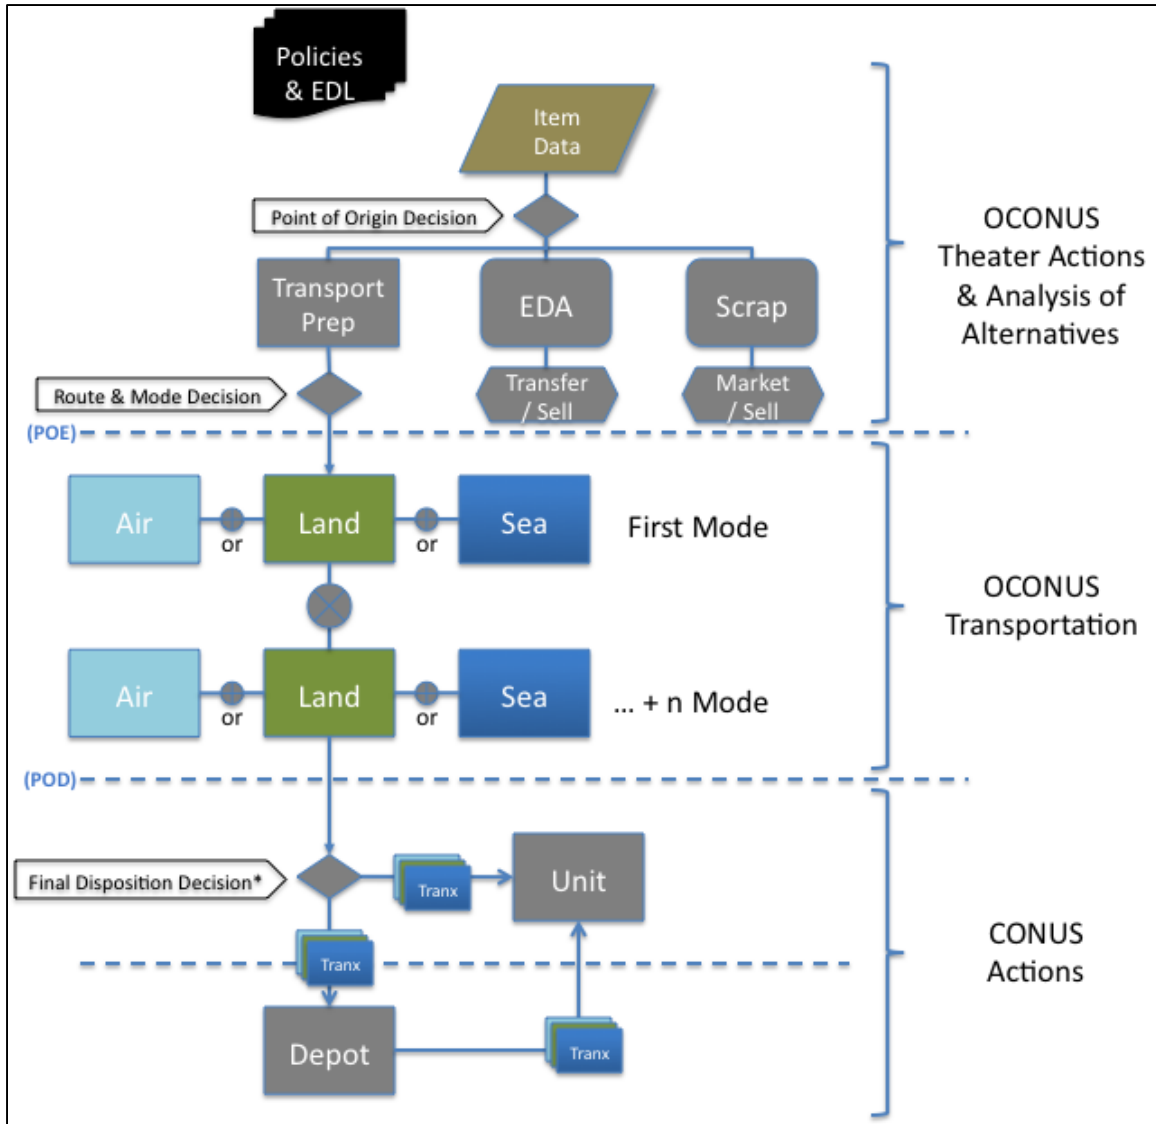 Policies
& EDL
Item
Data
Point of Origin Decision
OCONUS
Theater Actions
& Analysis of
Alternatives
Transport
Prep
EDA
Scrap
Route & Mode Decision
Transfer
/ Sell
Market
/ Sell
(POE)
Air
or
Land
or
Sea
First Mode
OCONUS
Transportation
Air
or
Land
or
Sea
... + n Mode
(POD)
Final Disposition Decision*
Tranx
Unit
Tranx
CONUS
Actions
Depot
Tranx